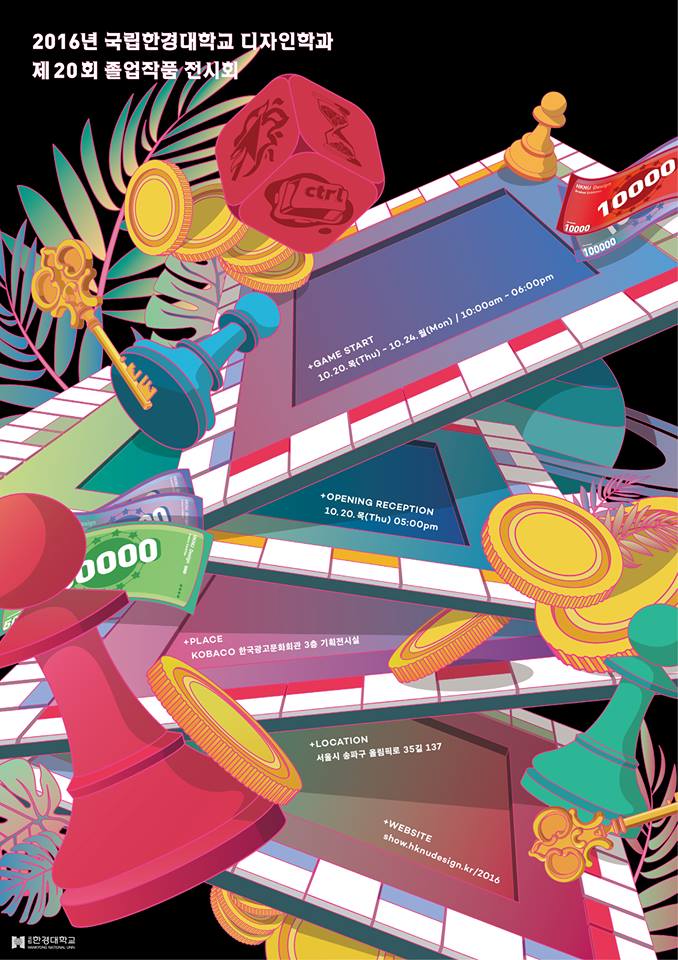 2016년 국립한경대학교 디자인학과
제20회 졸업작품 전시회
ctrl
HKNU Design
10000
10000
100000
+GAME START
10.20.목(Thu) - 10.24.월(Mon) / 10:00am - 06:00pm
+OPENING RECEPTION
10.20.목(Thu) 05:00pm
0000
+PLACE
KOBACO 한국광고문화회관 3층 기획전시실
+LOCATION
서울시 송파구 올림픽로 35길 137
+WEBSITE
show.hknudesign.kr/2016
한경대학교
HANKYONG NATIONAL UNIV.